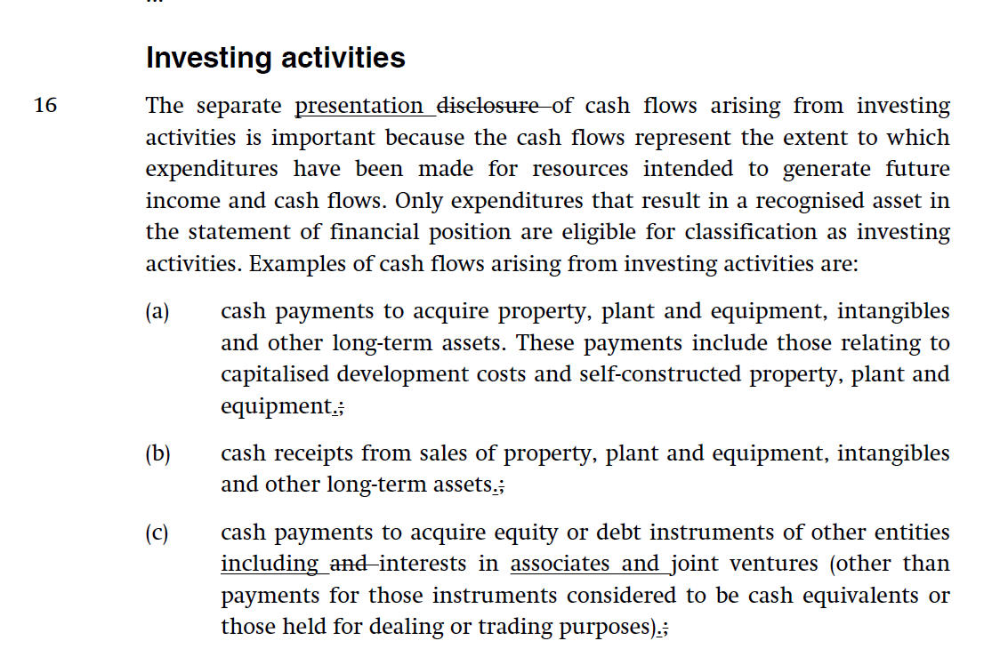 ...
Investing activities
16 The separate presentation disclosure of cash flows arising from investing
activities is important because the cash flows represent the extent to which
expenditures have been made for resources intended to generate future
income and cash flows. Only expenditures that result in a recognised asset in
the statement of financial position are eligible for classification as investing
activities. Examples of cash flows arising from investing activities are:
(a) cash payments to acquire property, plant and equipment, intangibles
and other long-term assets. These payments include those relating to
capitalised development costs and self-constructed property, plant and
equipment.;
(b) cash receipts from sales of property, plant and equipment, intangibles
and other long-term assets.;
(c) cash payments to acquire equity or debt instruments of other entities
including and interests in associates and joint ventures (other than
payments for those instruments considered to be cash equivalents or
those held for dealing or trading purposes).;